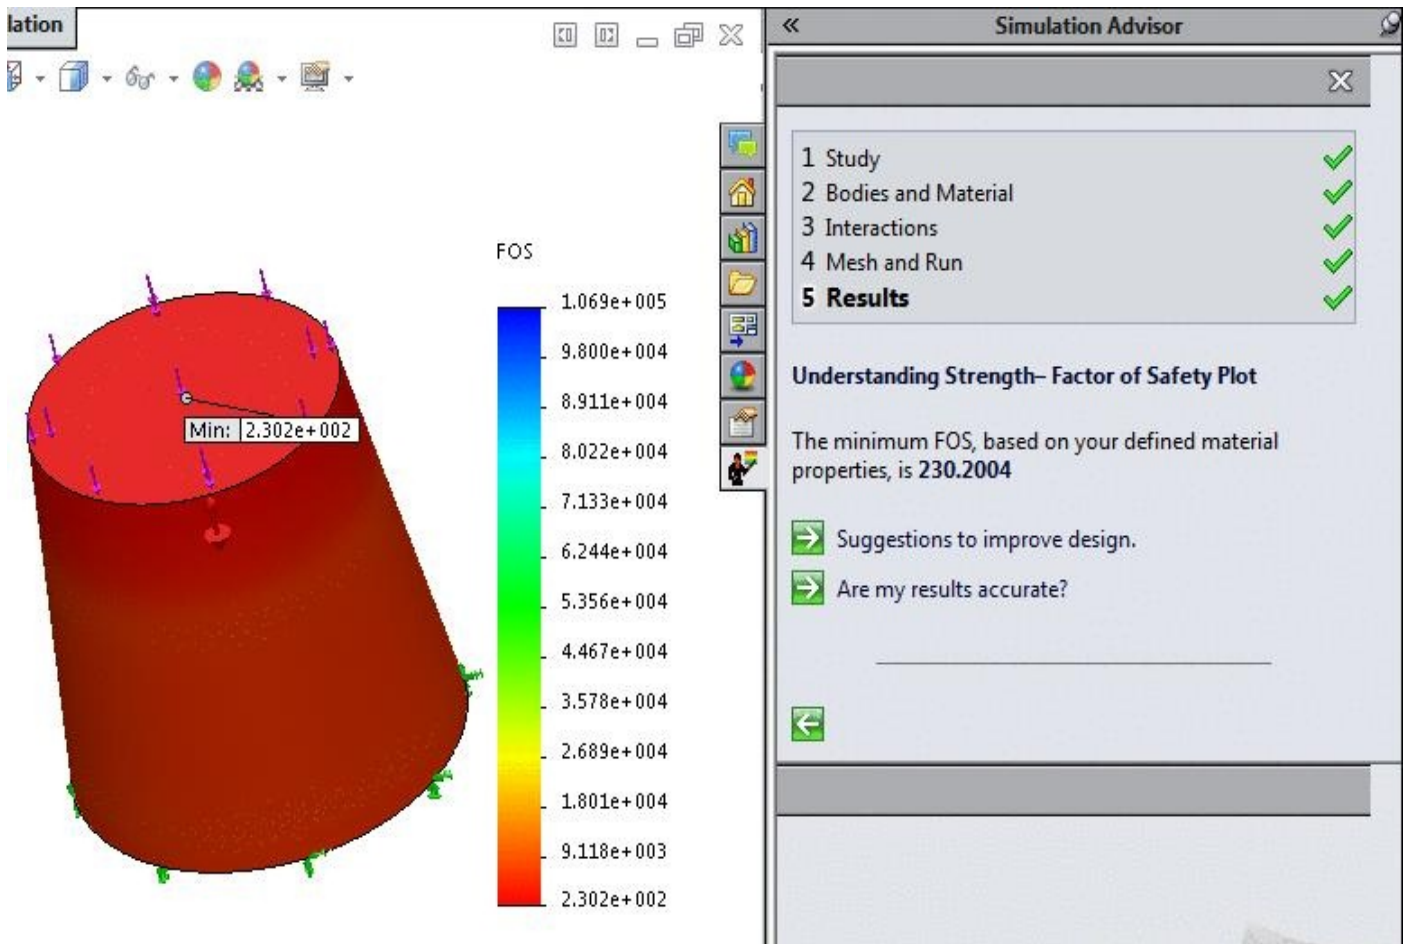 lation
FOS
1.069e+005
9.800e+004
8.911e+004
8.022e+004
7.133e+004
6.244e+004
5.356e+004
4.467e+004
3.578e+004
2.689e+004
1.801e+004
9.118e+003
2.302e+002
Min: 2.302e+002
Simulation Advisor
1 Study
2 Bodies and Material
3 Interactions
4 Mesh and Run
5 Results
Understanding Strength– Factor of Safety Plot
The minimum FOS, based on your defined material
properties, is 230.2004
Suggestions to improve design.
Are my results accurate?